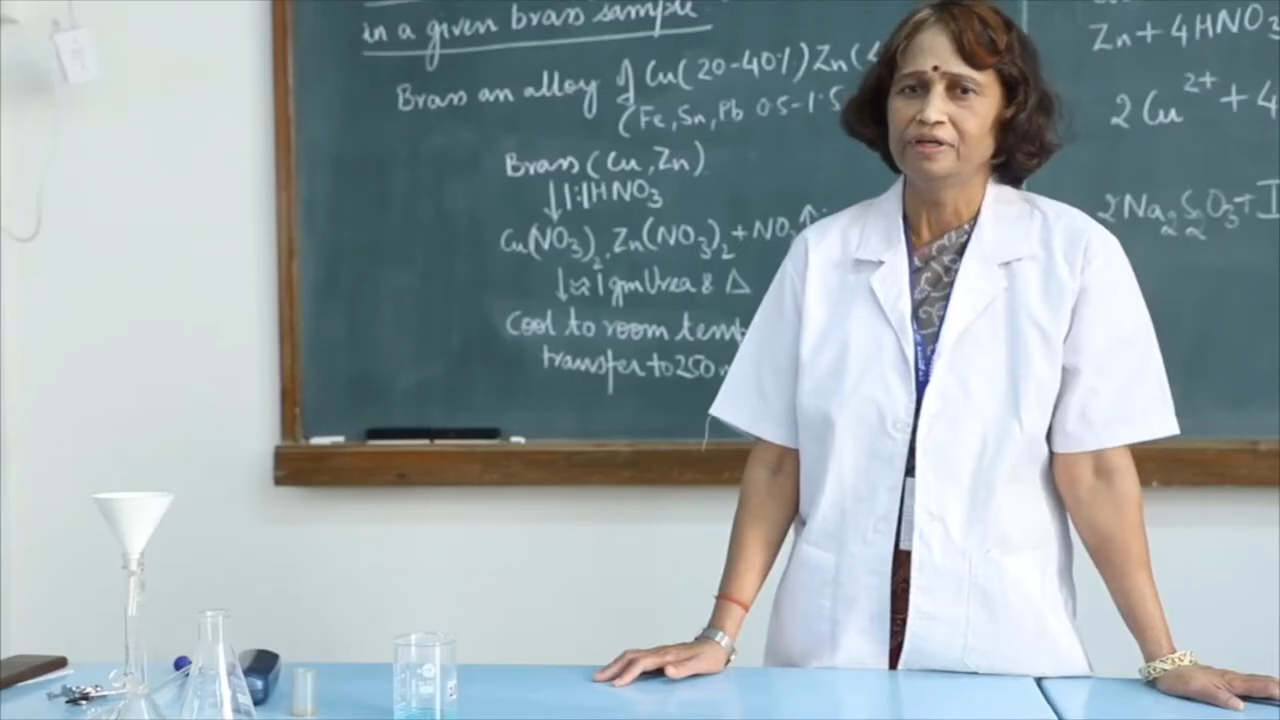 in a given brass sample
Brass an alloy of Cu(20-40%) Zn(
(Fe, Sn, Pb 0.5-1.5
Brass (Cu, Zn)
↓ 1:1 HNO3
Cu(NO3)2 . Zn(NO3)2 + NO2 ↑
↓ ≈ 1 gm Urea & Δ
Cool to room temp
transfer to 250
Zn + 4HNO3
2Cu2+ + 4
2Na2S2O3 + I